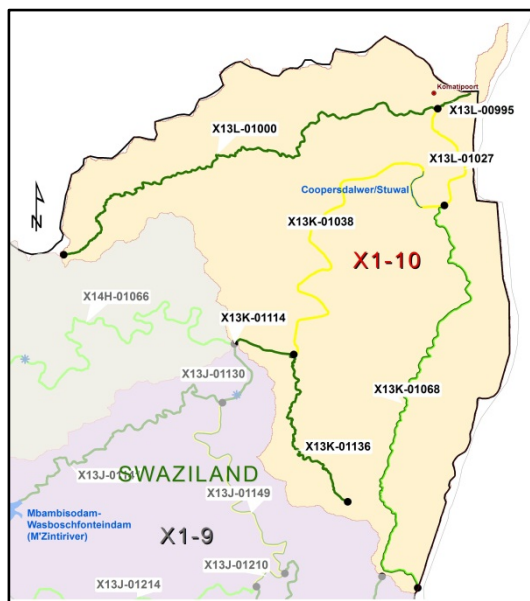 Komatipoort
X13L-00995
X13L-01000
X13L-01027
Coopersdalwer/Stuwal
X13K-01038
X1-10
X14H-01066
X13K-01114
X13J-01130
X13K-01068
X13K-01136
SWAZILAND
X13J-01149
Mbambisodam-
Wasboschfonteindam
(M'Zintiriver)
X1-9
X13J-01210
X13J-01214
N